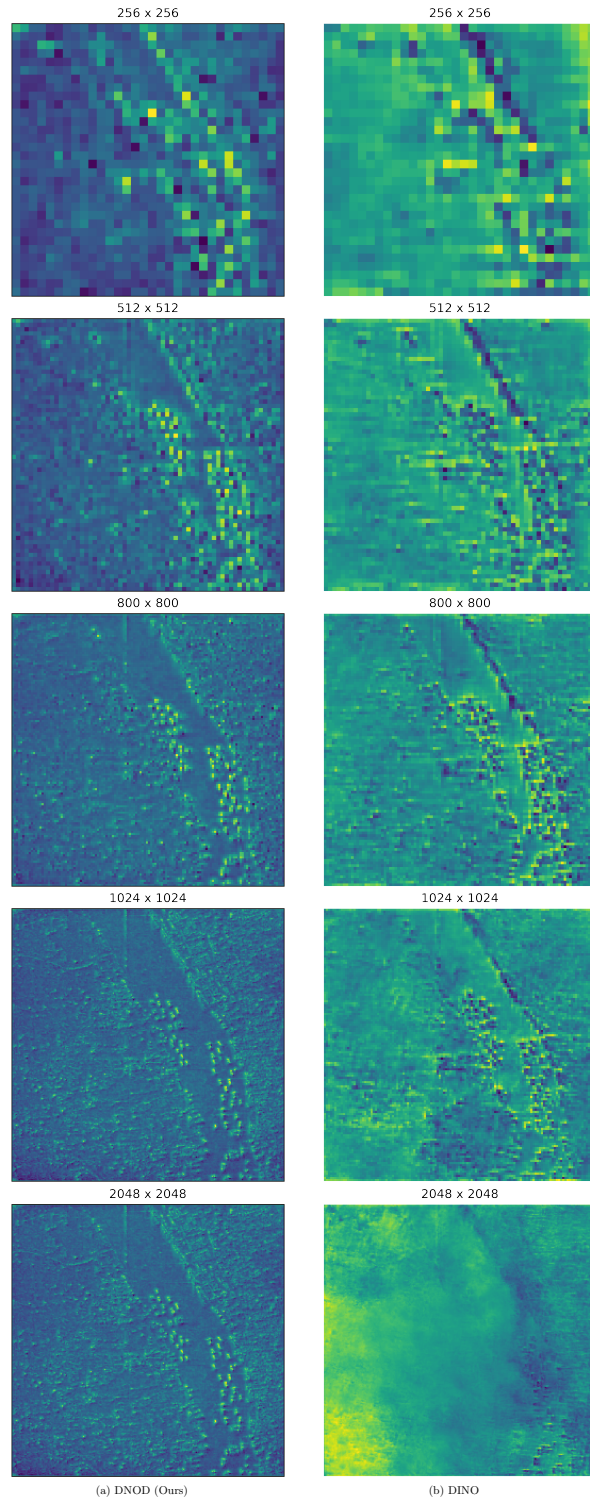 256 x 256
256 x 256
512 x 512
512 x 512
800 x 800
800 x 800
1024 x 1024
1024 x 1024
2048 x 2048
2048 x 2048
(a) DNOD (Ours)
(b) DINO